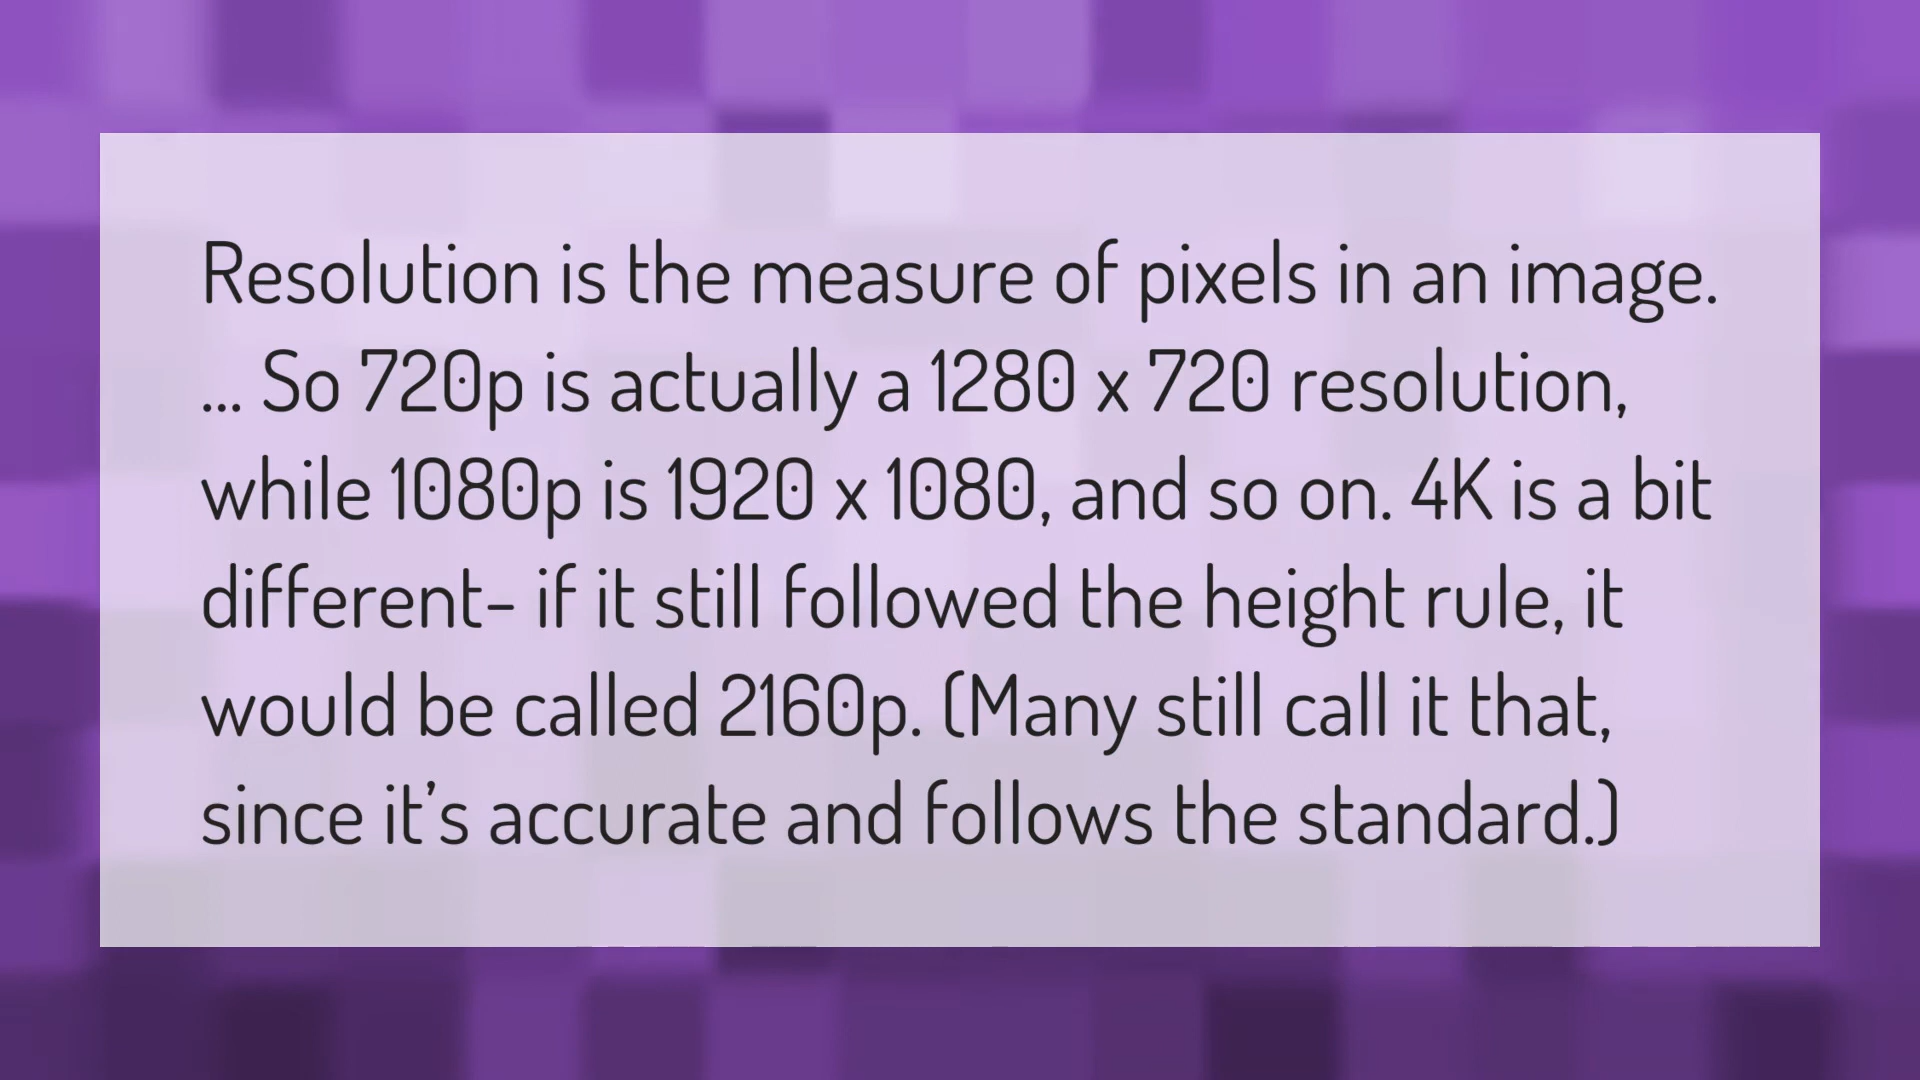 Resolution is the measure of pixels in an image.
... So 720p is actually a 1280 x 720 resolution,
while 1080p is 1920 x 1080, and so on. 4K is a bit
different- if it still followed the height rule, it
would be called 2160p. (Many still call it that,
since it’s accurate and follows the standard.)